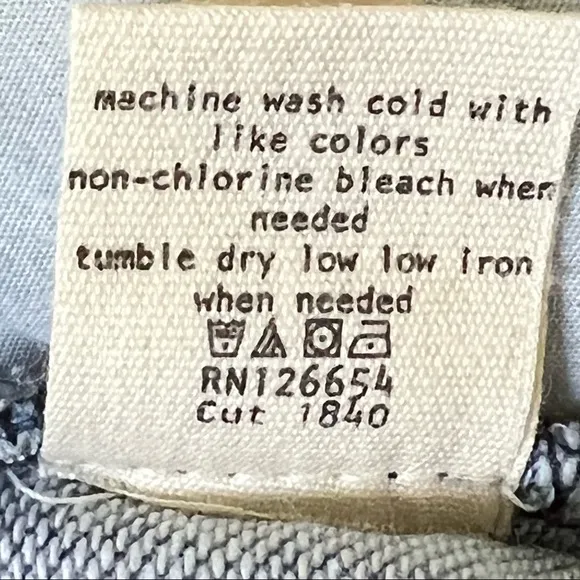 machine wash cold with
like colors
non-chlorine bleach when
needed
tumble dry low low iron
when needed
RN126654
Cut 1840